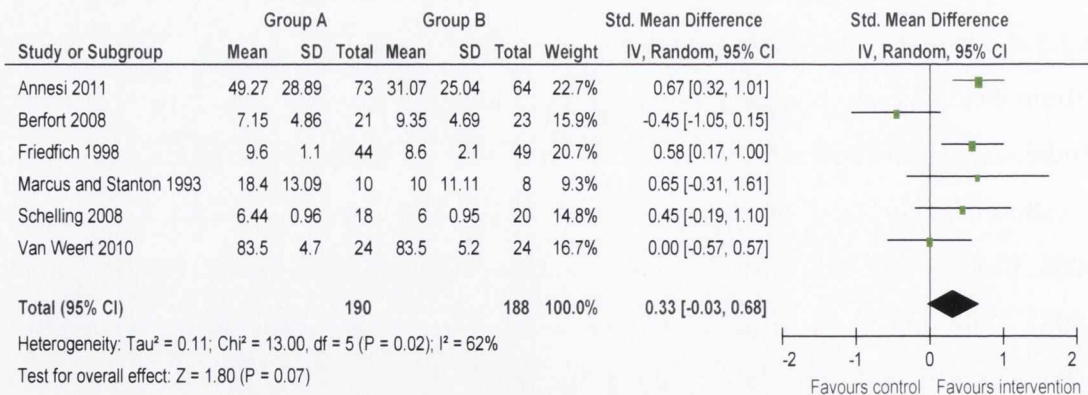 Group A Group B Std. Mean Difference Std. Mean Difference
Study or Subgroup Mean SD Total Mean SD Total Weight IV, Random, 95% CI IV, Random, 95% CI
Annesi 2011 49.27 28.89 73 31.07 25.04 64 22.7% 0.67 [0.32, 1.01]
Berfort 2008 7.15 4.86 21 9.35 4.69 23 15.9% -0.45 [-1.05, 0.15]
Friedfich 1998 9.6 1.1 44 8.6 2.1 49 20.7% 0.58 [0.17, 1.00]
Marcus and Stanton 1993 18.4 13.09 10 10 11.11 8 9.3% 0.65 [-0.31, 1.61]
Schelling 2008 6.44 0.96 18 6 0.95 20 14.8% 0.45 [-0.19, 1.10]
Van Weert 2010 83.5 4.7 24 83.5 5.2 24 16.7% 0.00 [-0.57, 0.57]
Total (95% CI) 190 188 100.0% 0.33 [-0.03, 0.68]
Heterogeneity: Tau² = 0.11; Chi² = 13.00, df = 5 (P = 0.02); I² = 62%
Test for overall effect: Z = 1.80 (P = 0.07)
-2 -1 0 1 2
Favours control Favours intervention